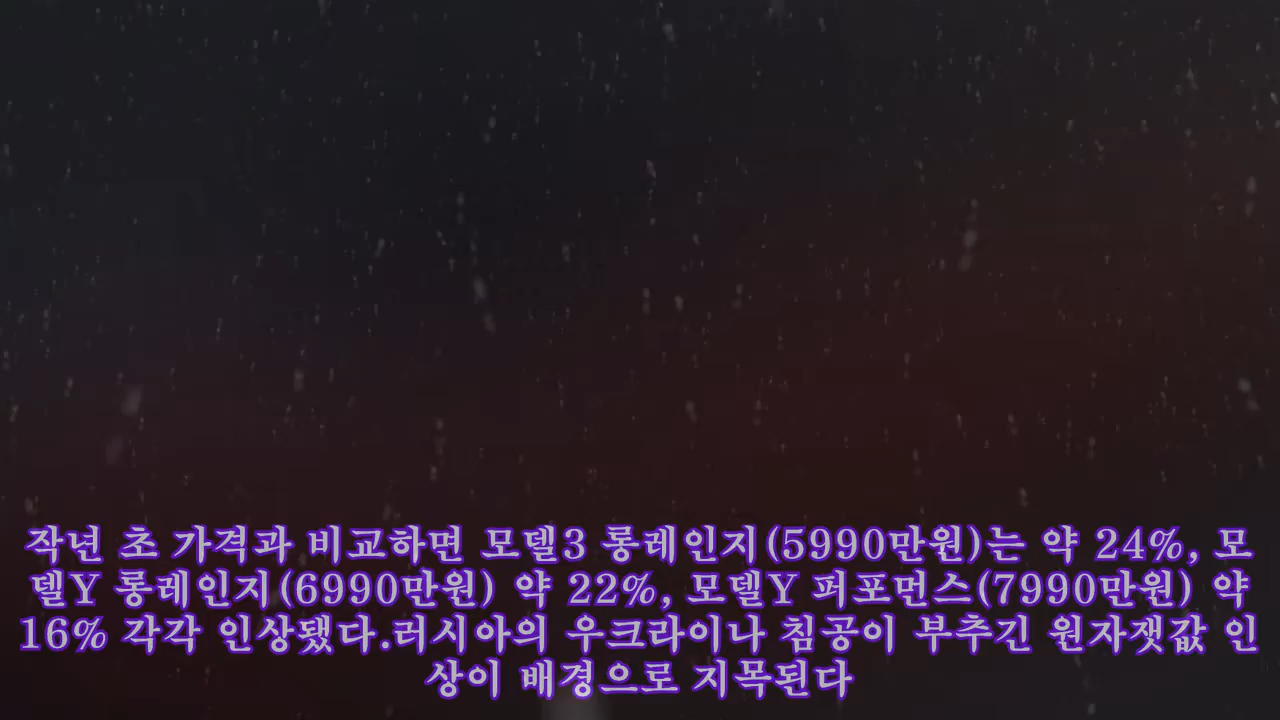 작년 초 가격과 비교하면 모델3 롱레인지(5990만원)는 약 24%, 모
델Y 롱레인지(6990만원) 약 22%, 모델Y 퍼포먼스(7990만원) 약
16% 각각 인상됐다.러시아의 우크라이나 침공이 부추긴 원자잿값 인
상이 배경으로 지목된다